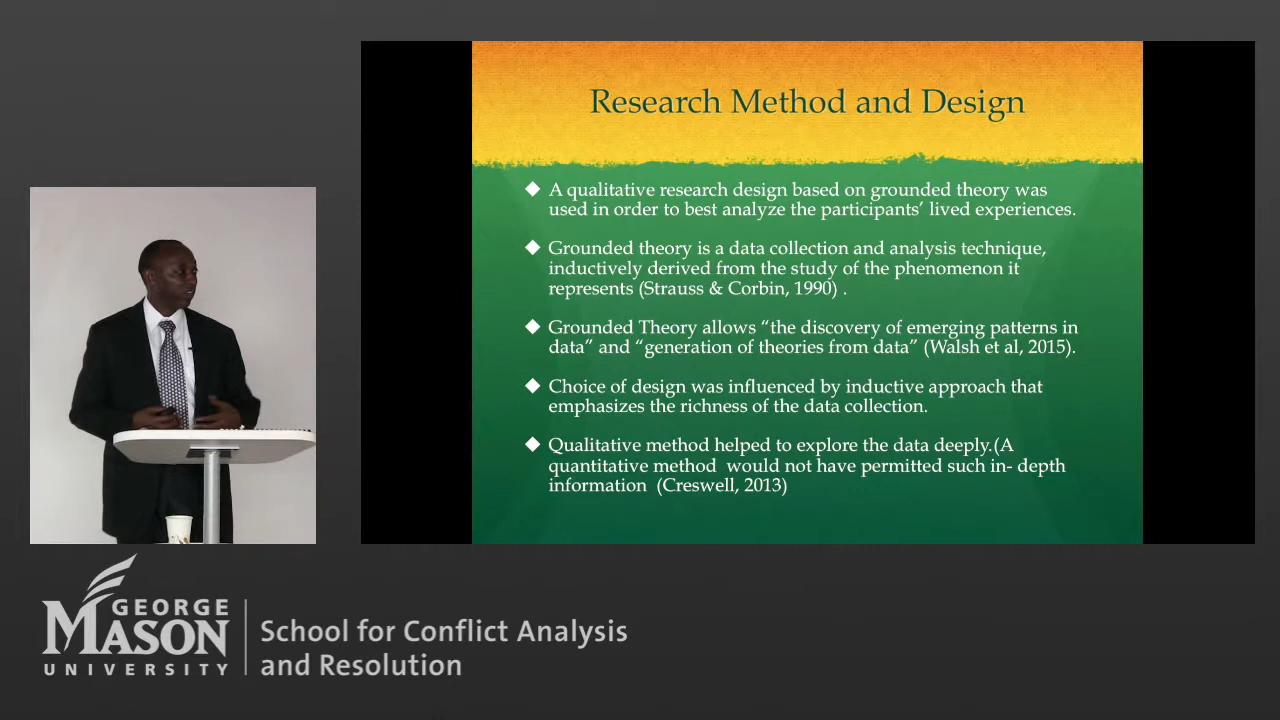 Research Method and Design
◆ A qualitative research design based on grounded theory was
used in order to best analyze the participants’ lived experiences.
◆ Grounded theory is a data collection and analysis technique,
inductively derived from the study of the phenomenon it
represents (Strauss & Corbin, 1990) .
◆ Grounded Theory allows “the discovery of emerging patterns in
data” and “generation of theories from data” (Walsh et al, 2015).
◆ Choice of design was influenced by inductive approach that
emphasizes the richness of the data collection.
◆ Qualitative method helped to explore the data deeply.(A
quantitative method would not have permitted such in- depth
information (Creswell, 2013)
GEORGE
MASON
UNIVERSITY
School for Conflict Analysis
and Resolution